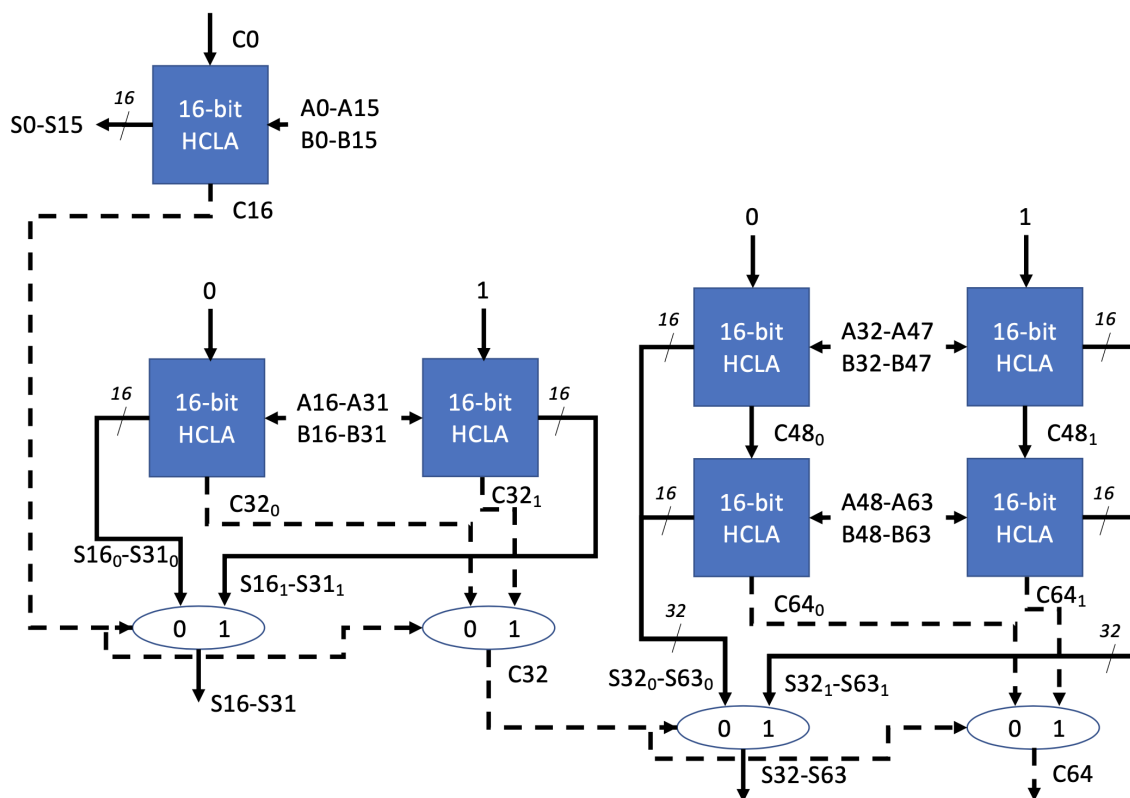 C0
16
16-bit
HCLA
A0-A15
B0-B15
S0-S15
C16
0
1
0
1
16
16-bit
HCLA
A32-A47
B32-B47
16-bit
HCLA
16
16
16-bit
HCLA
A16-A31
B16-B31
16-bit
HCLA
16
C48₀
C48₁
C32₀
C32₁
16
16-bit
HCLA
A48-A63
B48-B63
16-bit
HCLA
16
S16₀-S31₀
S16₁-S31₁
C64₀
C64₁
0 1
0 1
32
32
C32
S32₀-S63₀
S32₁-S63₁
S16-S31
0 1
0 1
S32-S63
C64